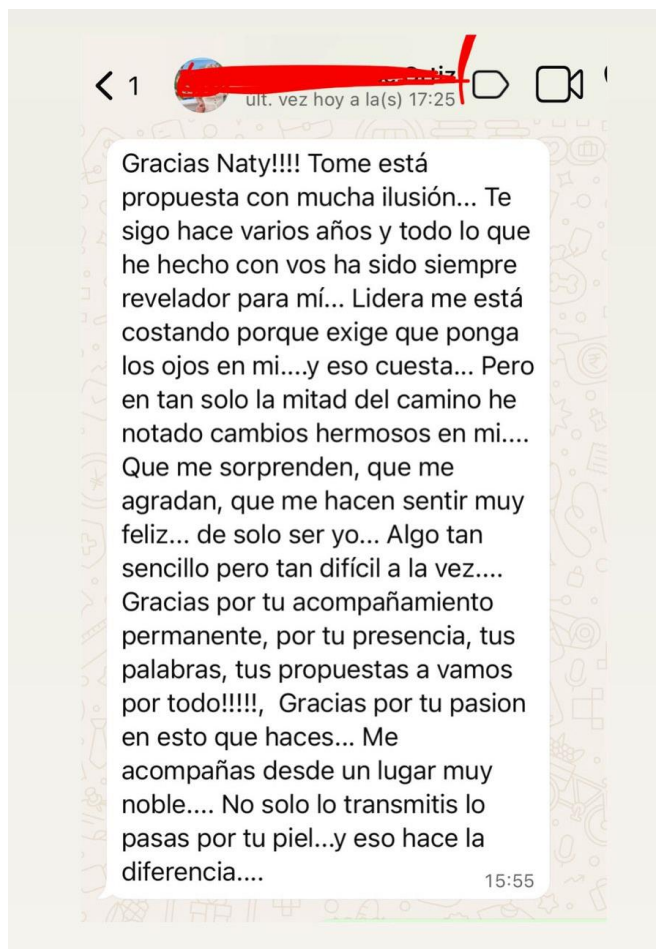 1
últ. vez hoy a la(s) 17:25
Gracias Naty!!!! Tome está
propuesta con mucha ilusión... Te
sigo hace varios años y todo lo que
he hecho con vos ha sido siempre
revelador para mí... Lidera me está
costando porque exige que ponga
los ojos en mi....y eso cuesta... Pero
en tan solo la mitad del camino he
notado cambios hermosos en mi....
Que me sorprenden, que me
agradan, que me hacen sentir muy
feliz... de solo ser yo... Algo tan
sencillo pero tan difícil a la vez....
Gracias por tu acompañamiento
permanente, por tu presencia, tus
palabras, tus propuestas a vamos
por todo!!!!!,  Gracias por tu pasion
en esto que haces... Me
acompañas desde un lugar muy
noble.... No solo lo transmitis lo
pasas por tu piel...y eso hace la
diferencia....
15:55